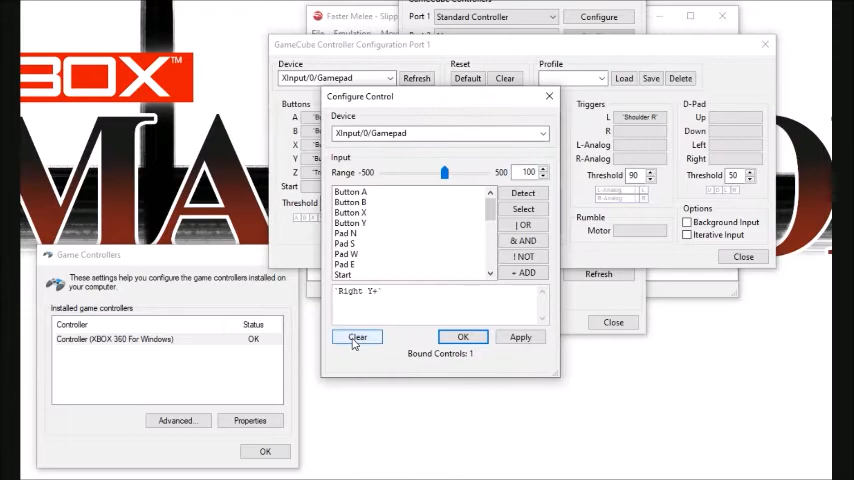 GameCube Controllers
Faster Melee - Slippi
Port 1
Standard Controller
Configure
File
Emulation
GameCube Controller Configuration Port 1
Device
Reset
Profile
XInput/0/Gamepad
Refresh
Default
Clear
Load
Save
Delete
BOX™
MA
Buttons
A
B
X
Y
Z
Start
Threshold
Configure Control
Device
XInput/0/Gamepad
Input
Range -500
500
100
Button A
Button B
Button X
Button Y
Pad N
Pad S
Pad W
Pad E
Start
Detect
Select
| OR
& AND
! NOT
+ ADD
`Right Y+`
Clear
OK
Apply
Bound Controls: 1
Triggers
L
`Shoulder R`
R
L-Analog
R-Analog
Threshold
90
L-Analog
L
R-Analog
R
Rumble
Motor
D-Pad
Up
Down
Left
Right
Threshold
50
U D L R
Options
Background Input
Iterative Input
Close
Refresh
Close
Game Controllers
These settings help you configure the game controllers installed on
your computer.
Installed game controllers
Controller
Status
Controller (XBOX 360 For Windows)
OK
Advanced...
Properties
OK